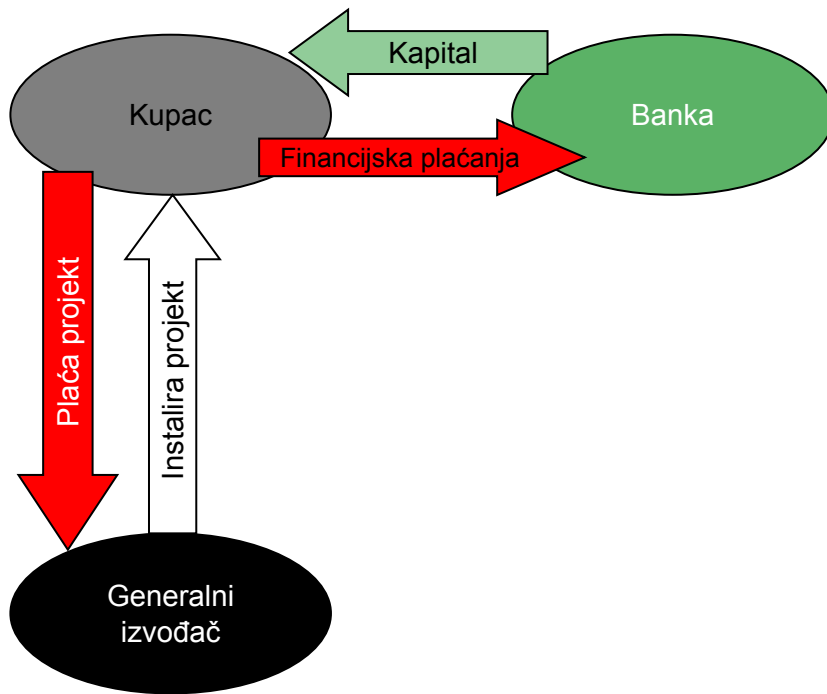 Kapital
Kupac
Banka
Financijska plaćanja
Plaća projekt
Instalira projekt
Generalni
izvođač